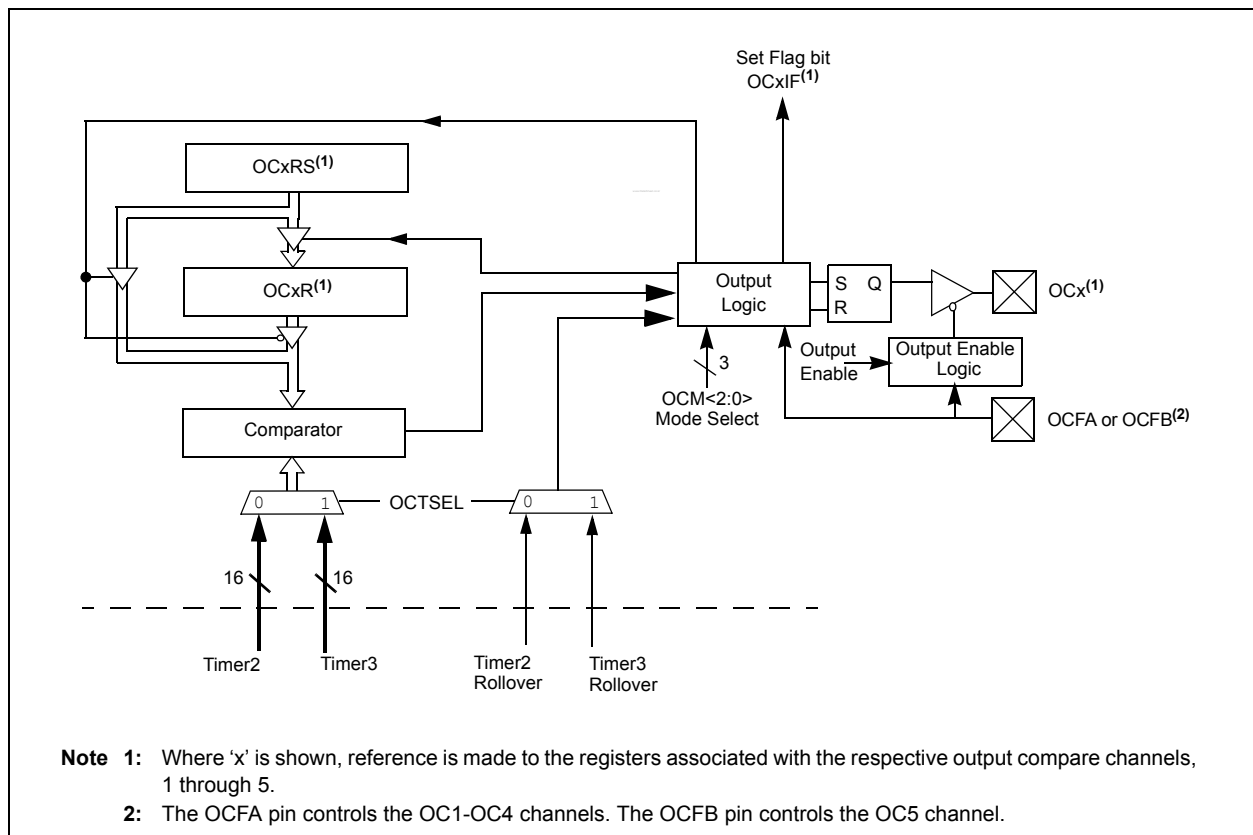 Set Flag bit
OCxIF(1)
OCxRS(1)
OCxR(1)
Output
Logic
S Q
R
OCx(1)
3
Output
Enable
Output Enable
Logic
OCM<2:0>
Mode Select
OCFA or OCFB(2)
Comparator
0 1
OCTSEL
0 1
16
16
Timer2
Timer3
Timer2
Rollover
Timer3
Rollover
Note 1: Where ‘x’ is shown, reference is made to the registers associated with the respective output compare channels,
1 through 5.
2: The OCFA pin controls the OC1-OC4 channels. The OCFB pin controls the OC5 channel.